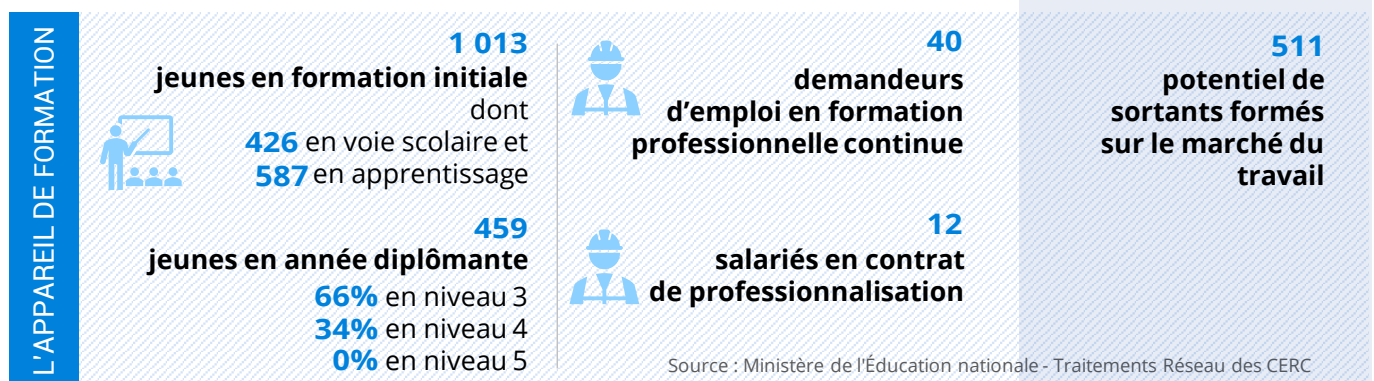 L'APPAREIL DE FORMATION
1 013
jeunes en formation initiale
dont
426 en voie scolaire et
587 en apprentissage
459
jeunes en année diplômante
66% en niveau 3
34% en niveau 4
0% en niveau 5
40
demandeurs
d'emploi en formation
professionnelle continue
12
salariés en contrat
de professionnalisation
511
potentiel de
sortants formés
sur le marché du
travail
Source : Ministère de l'Éducation nationale - Traitements Réseau des CERC